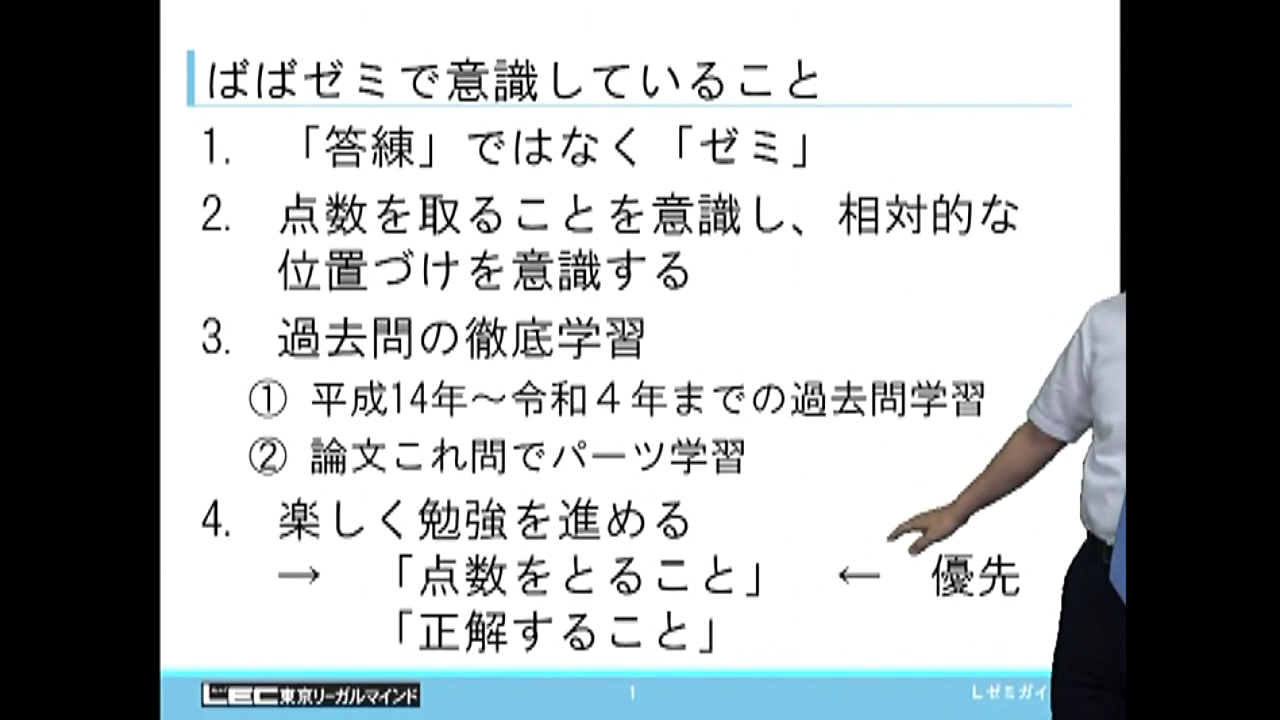 ばばゼミで意識していること
1. 「答練」ではなく「ゼミ」
2. 点数を取ることを意識し、相対的な
位置づけを意識する
3. 過去問の徹底学習
① 平成14年～令和４年までの過去問学習
② 論文これ問でパーツ学習
4. 楽しく勉強を進める
→ 「点数をとること」 ← 優先
「正解すること」
LEC東京リーガルマインド 1 Lゼミガイ